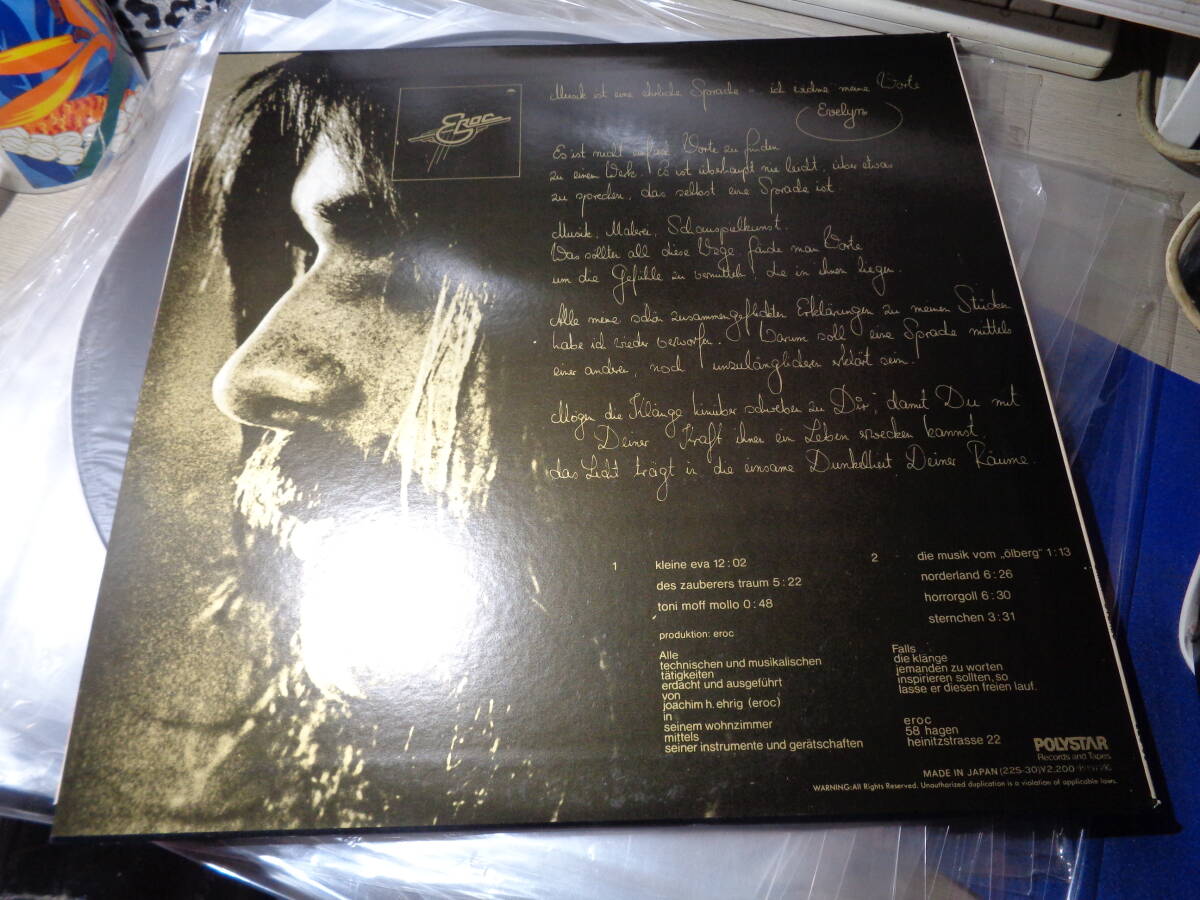 Eroc
Musik ist eine ehrliche Sprache - ich widme meine Worte
Evelyn
Es ist nicht einfach Worte zu finden
zu einem Werk. Es ist überhaupt nie leicht, über etwas
zu sprechen, das selbst eine Sprache ist.
Musik, Malerei, Schauspielkunst.
Was sollten all diese Wege fände man Worte
um die Gefühle zu vermitteln, die in ihnen liegen.
Alle meine schön zusammengeflickten Erklärungen zu meinen Stücken
habe ich wieder verworfen. Warum soll eine Sprache mittels
einer anderen, noch unzulänglicheren erklärt sein.
Mögen die Klänge hinüber schweben zu Dir, damit Du mit
Deiner Kraft ihnen ein Leben erwecken kannst,
das Licht trägt in die einsame Dunkelheit Deiner Räume.
1 kleine eva 12:02
des zauberers traum 5:22
toni moff mollo 0:48
2 die musik vom „ölberg" 1:13
norderland 6:26
horrorgoll 6:30
sternchen 3:31
produktion: eroc
Alle
technischen und musikalischen
tätigkeiten
erdacht und ausgeführt
von
joachim h. ehrig (eroc)
in
seinem wohnzimmer
mittels
seiner instrumente und gerätschaften
Falls
die klänge
jemanden zu worten
inspirieren sollten, so
lasse er diesen freien lauf.
eroc
58 hagen
heinitzstrasse 22
POLYSTAR
Records and Tapes
MADE IN JAPAN (22S-30) ¥2,200
WARNING: All Rights Reserved. Unauthorized duplication is a violation of applicable laws.